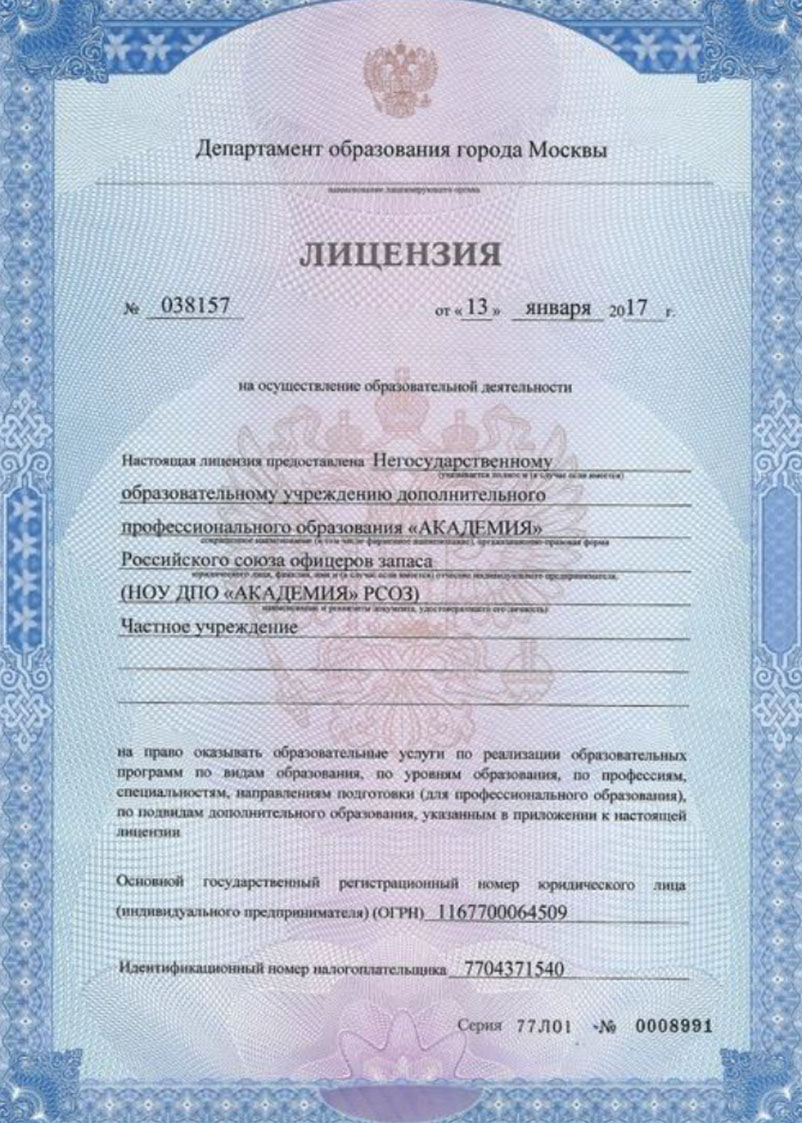 Департамент образования города Москвы
наименование лицензирующего органа
ЛИЦЕНЗИЯ
№ 038157 от «13» января 2017 г.
на осуществление образовательной деятельности
Настоящая лицензия предоставлена Негосударственному
(указывается полное и (в случае если имеется)
образовательному учреждению дополнительного
профессионального образования «АКАДЕМИЯ»
сокращенное наименование (в том числе фирменное наименование), организационно-правовая форма
Российского союза офицеров запаса
юридического лица, фамилия, имя и (в случае если имеется) отчество индивидуального предпринимателя,
(НОУ ДПО «АКАДЕМИЯ» РСОЗ)
наименование и реквизиты документа, удостоверяющего его личность)
Частное учреждение
на право оказывать образовательные услуги по реализации образовательных
программ по видам образования, по уровням образования, по профессиям,
специальностям, направлениям подготовки (для профессионального образования),
по подвидам дополнительного образования, указанным в приложении к настоящей
лицензии
Основной государственный регистрационный номер юридического лица
(индивидуального предпринимателя) (ОГРН) 1167700064509
Идентификационный номер налогоплательщика 7704371540
Серия 77Л01 № 0008991